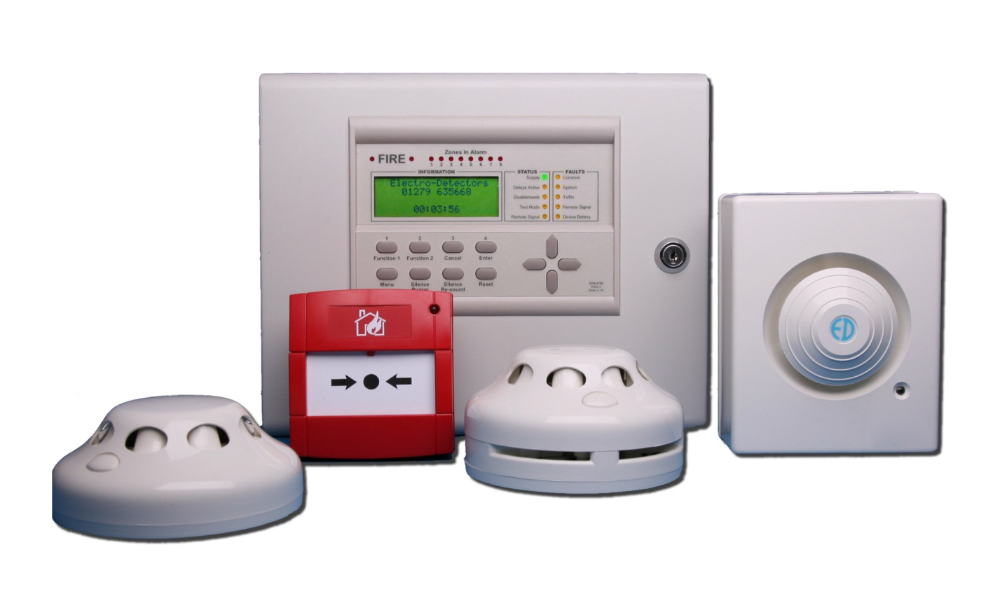 Zones In Alarm
FIRE
1 2 3 4 5 6 7 8
INFORMATION
Electro-Detectors
01279 635668
00:03:56
STATUS
Supply
Delays Active
Disablements
Test Mode
Remote Signal
FAULTS
Common
System
Tx/Rx
Remote Signal
Device Battery
1 2 3 4
Function 1 Function 2 Cancel Enter
Menu Silence Silence Reset
Buzzer Re-sound
ED